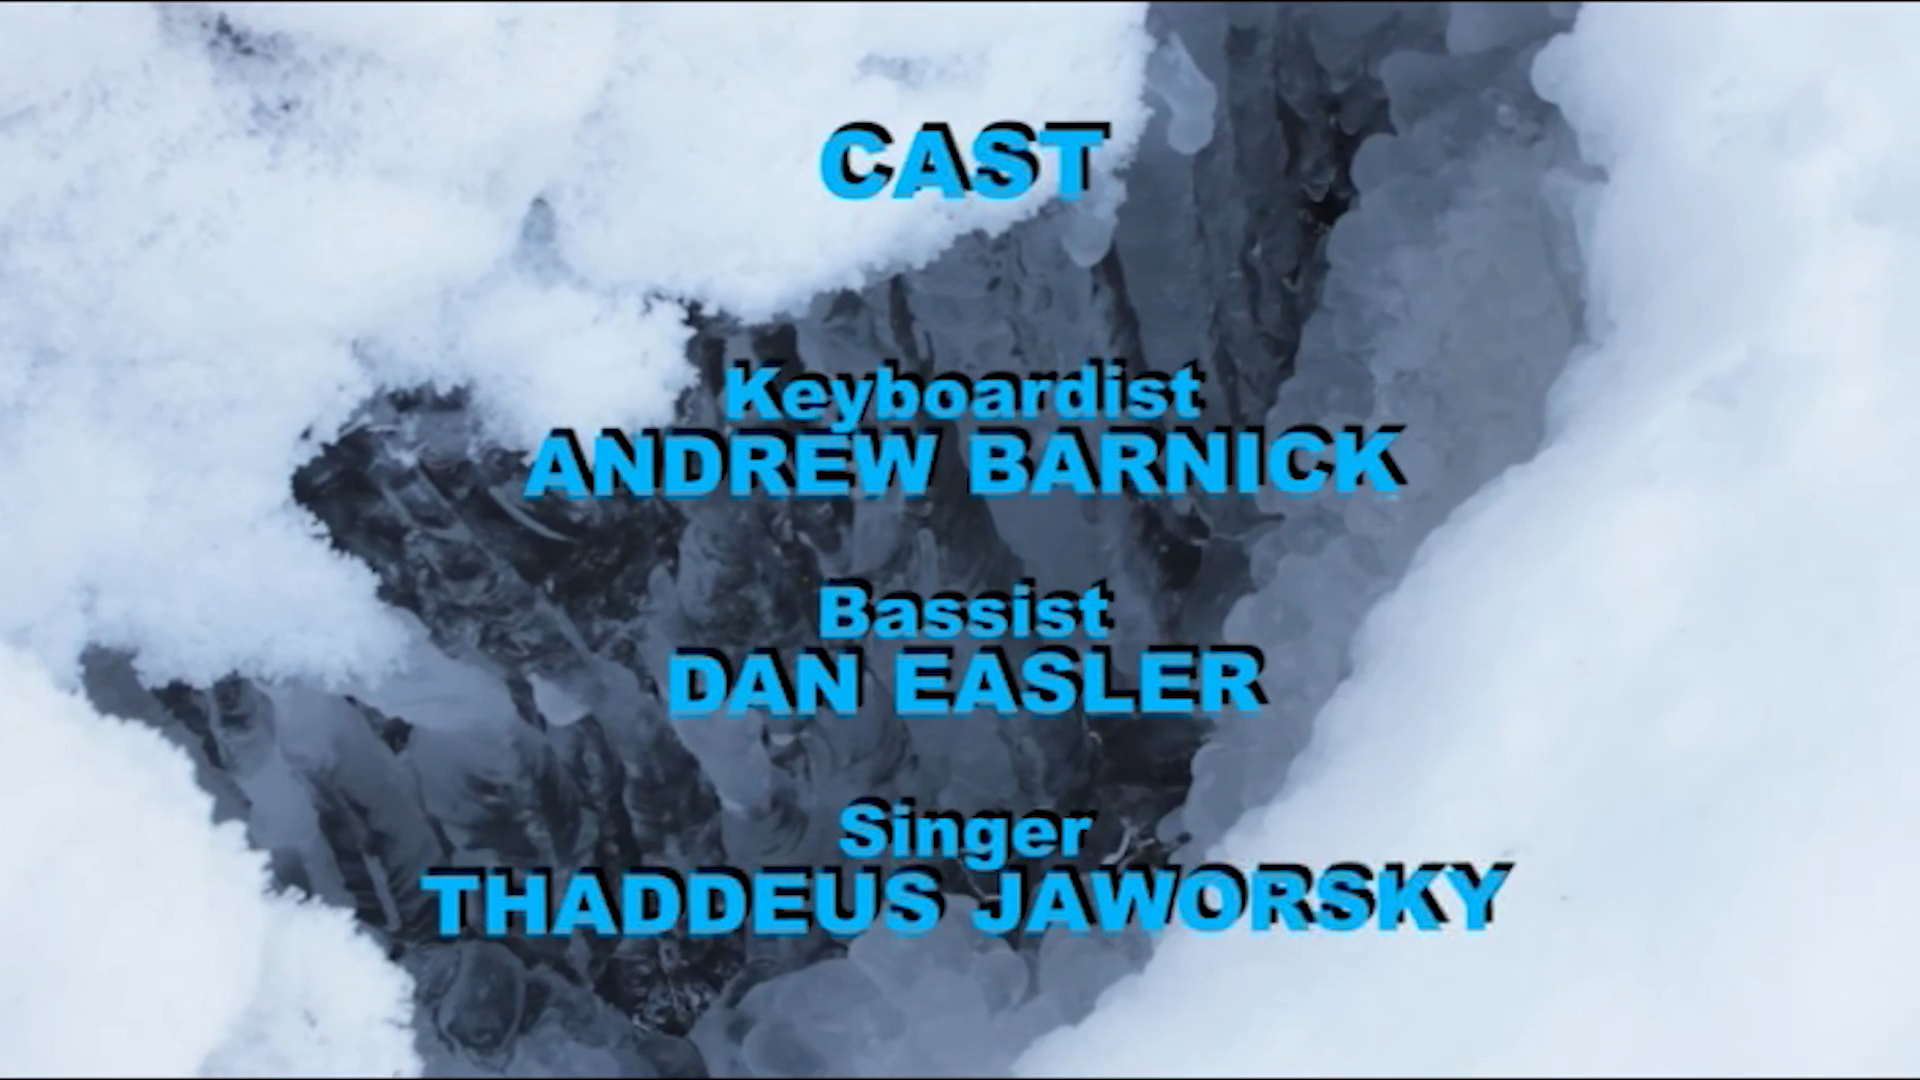 CAST
Keyboardist
ANDREW BARNICK
Bassist
DAN EASLER
Singer
THADDEUS JAWORSKY